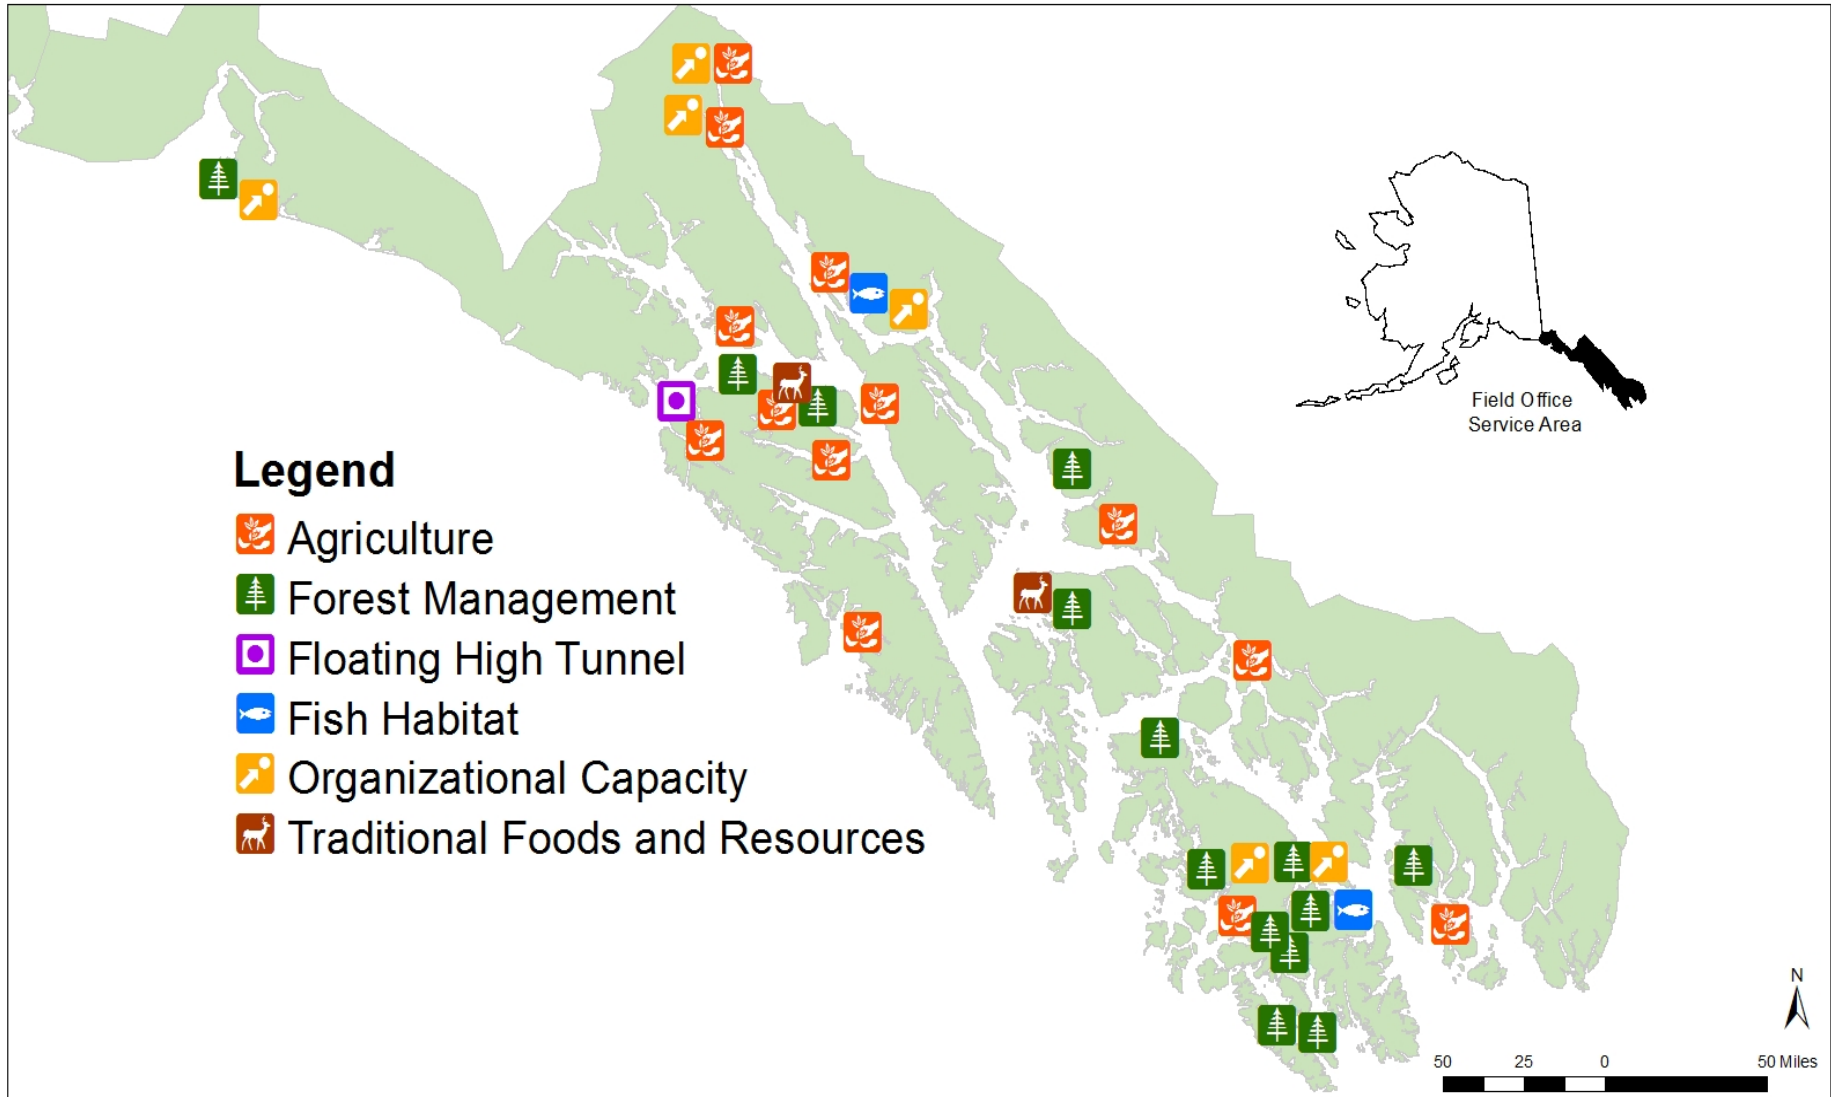 Field Office
Service Area
Legend
Agriculture
Forest Management
Floating High Tunnel
Fish Habitat
Organizational Capacity
Traditional Foods and Resources
N
50 25 0 50 Miles